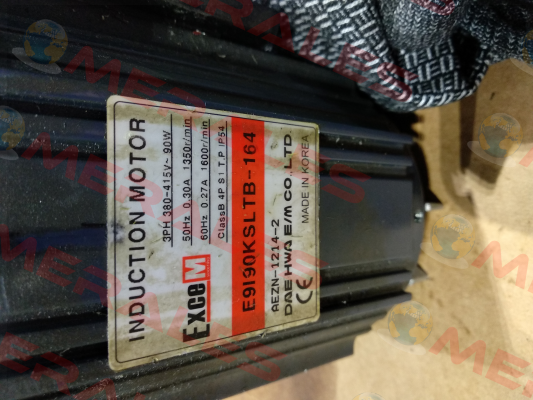 INDUCTION MOTOR
3PH 380-415V~ 90W
50Hz 0.30A 1350r/min
60Hz 0.27A 1600r/min
ClassB 4P S1 T.P IP54
ExceM
E9I90KSLTB-164
AEZN-1214-2
DAE HWA E/M CO.,LTD.
CE MADE IN KOREA
MERALES